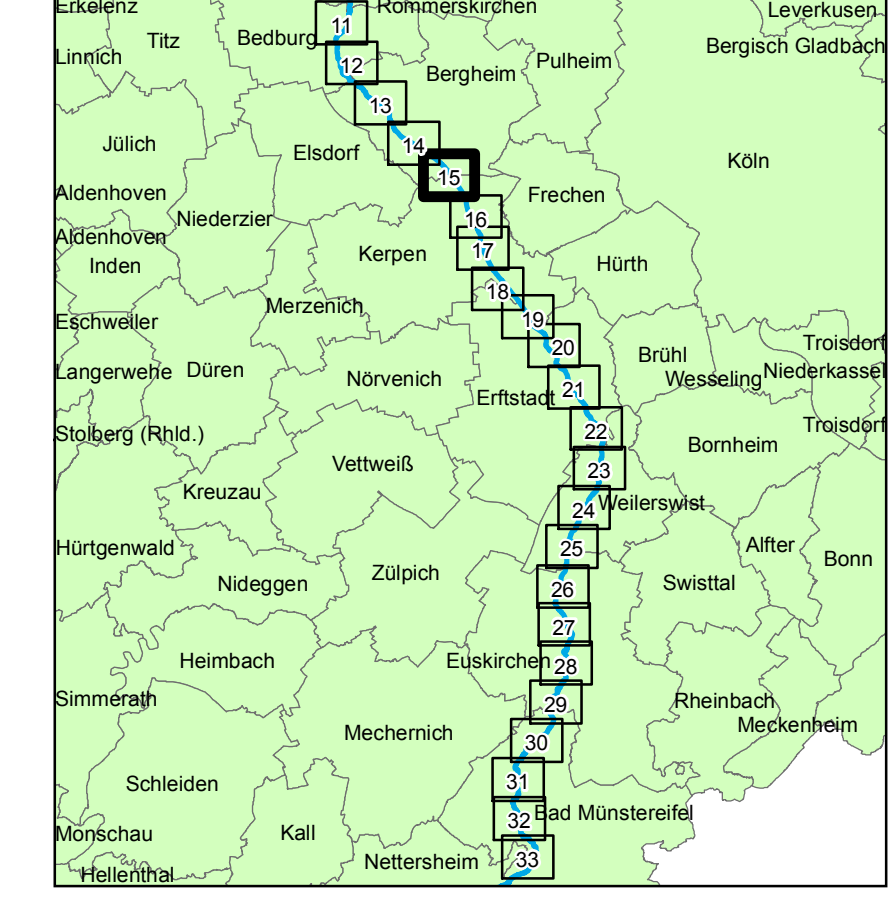 Erkelenz
Rommerskirchen
Leverkusen
11
Titz
Bedburg
Bergisch Gladbach
Linnich
12
Bergheim
Pulheim
13
Jülich
14
Elsdorf
Köln
15
Aldenhoven
Frechen
Niederzier
16
Aldenhoven
17
Kerpen
Inden
Hürth
18
Merzenich
Eschweiler
19
Troisdorf
20
Brühl
Langerwehe
Düren
Nörvenich
Wesseling
Niederkassel
21
Erftstadt
Troisdorf
22
Stolberg (Rhld.)
Bornheim
Vettweiß
23
Kreuzau
24
Weilerswist
Hürtgenwald
25
Alfter
Bonn
Zülpich
Nideggen
26
Swisttal
27
Heimbach
Euskirchen
28
Simmerath
29
Rheinbach
Meckenheim
Mechernich
30
Schleiden
31
Bad Münstereifel
32
Monschau
Kall
Nettersheim
33
Hellenthal